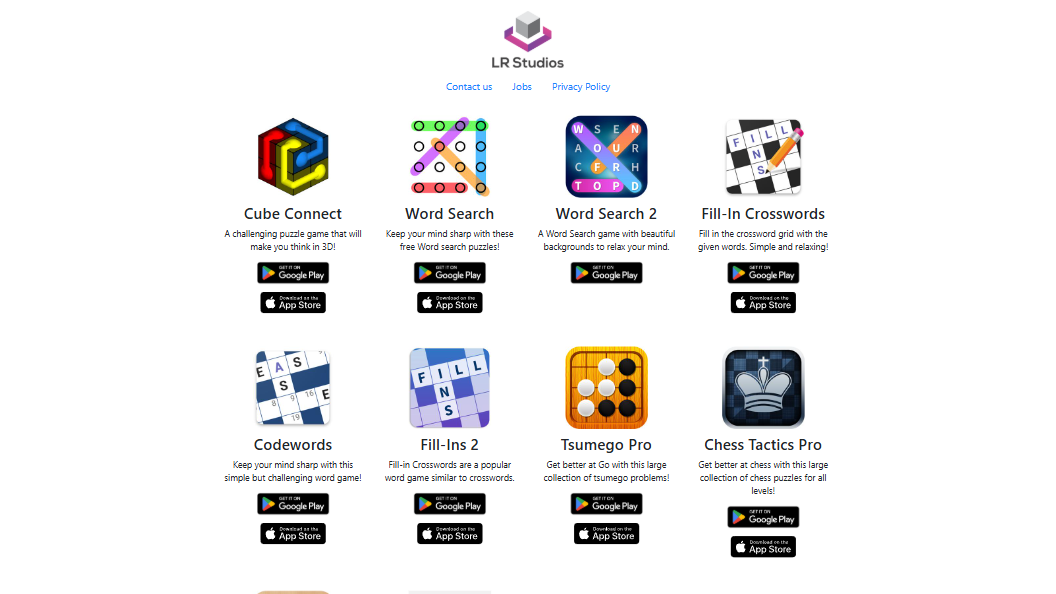 LR Studios
Contact us Jobs Privacy Policy
W S E N
A O U R
C F R H
T O P D
F I L L
N
S
Cube Connect
A challenging puzzle game that will
make you think in 3D!
GET IT ON
Google Play
Download on the
App Store
Word Search
Keep your mind sharp with these
free Word search puzzles!
GET IT ON
Google Play
Download on the
App Store
Word Search 2
A Word Search game with beautiful
backgrounds to relax your mind.
GET IT ON
Google Play
Fill-In Crosswords
Fill in the crossword grid with the
given words. Simple and relaxing!
GET IT ON
Google Play
Download on the
App Store
E A S
S
E
8 9 16
19
F I L L
N
S
Codewords
Keep your mind sharp with this
simple but challenging word game!
GET IT ON
Google Play
Download on the
App Store
Fill-Ins 2
Fill-in Crosswords are a popular
word game similar to crosswords.
GET IT ON
Google Play
Download on the
App Store
Tsumego Pro
Get better at Go with this large
collection of tsumego problems!
GET IT ON
Google Play
Download on the
App Store
Chess Tactics Pro
Get better at chess with this large
collection of chess puzzles for all
levels!
GET IT ON
Google Play
Download on the
App Store